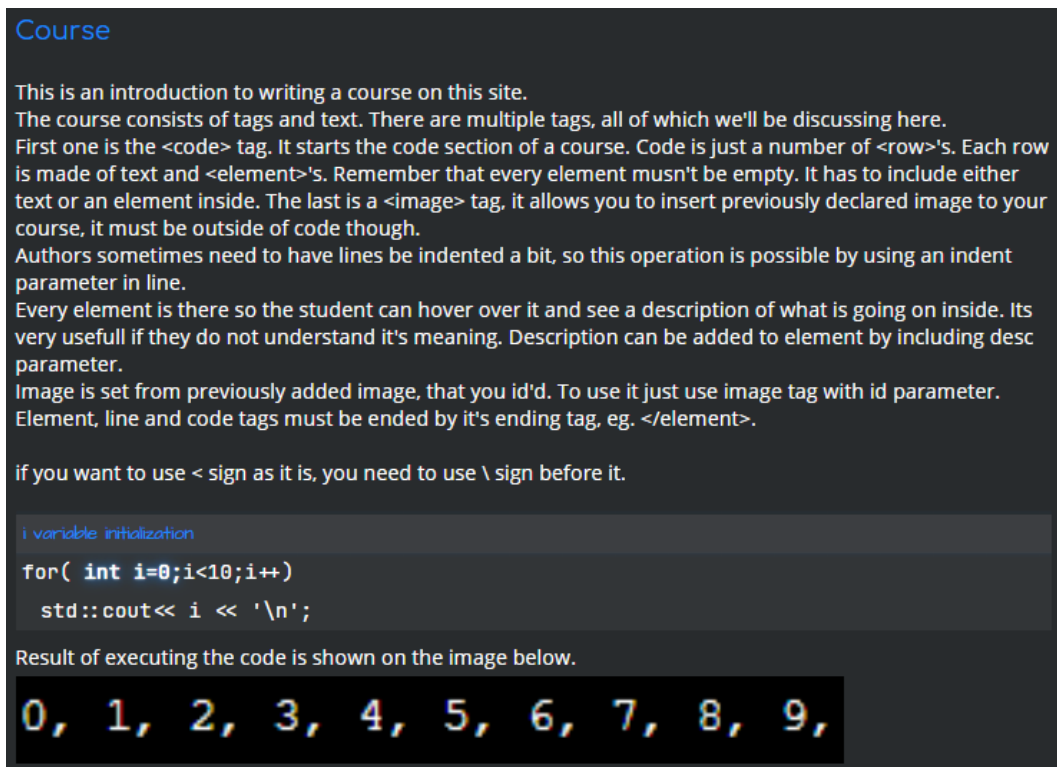 Course
This is an introduction to writing a course on this site.
The course consists of tags and text. There are multiple tags, all of which we'll be discussing here.
First one is the <code> tag. It starts the code section of a course. Code is just a number of <row>'s. Each row
is made of text and <element>'s. Remember that every element musn't be empty. It has to include either
text or an element inside. The last is a <image> tag, it allows you to insert previously declared image to your
course, it must be outside of code though.
Authors sometimes need to have lines be indented a bit, so this operation is possible by using an indent
parameter in line.
Every element is there so the student can hover over it and see a description of what is going on inside. Its
very usefull if they do not understand it's meaning. Description can be added to element by including desc
parameter.
Image is set from previously added image, that you id'd. To use it just use image tag with id parameter.
Element, line and code tags must be ended by it's ending tag, eg. </element>.
if you want to use < sign as it is, you need to use \ sign before it.
i variable initialization
for( int i=0;i<10;i++)
std::cout<< i << '\n';
Result of executing the code is shown on the image below.
0, 1, 2, 3, 4, 5, 6, 7, 8, 9,